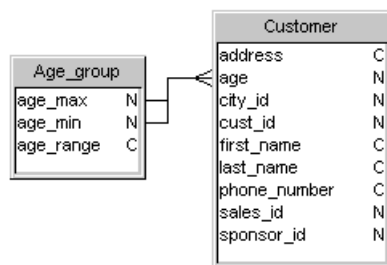 Age_group
age_max N
age_min N
age_range C
Customer
address C
age N
city_id N
cust_id N
first_name C
last_name C
phone_number C
sales_id N
sponsor_id N